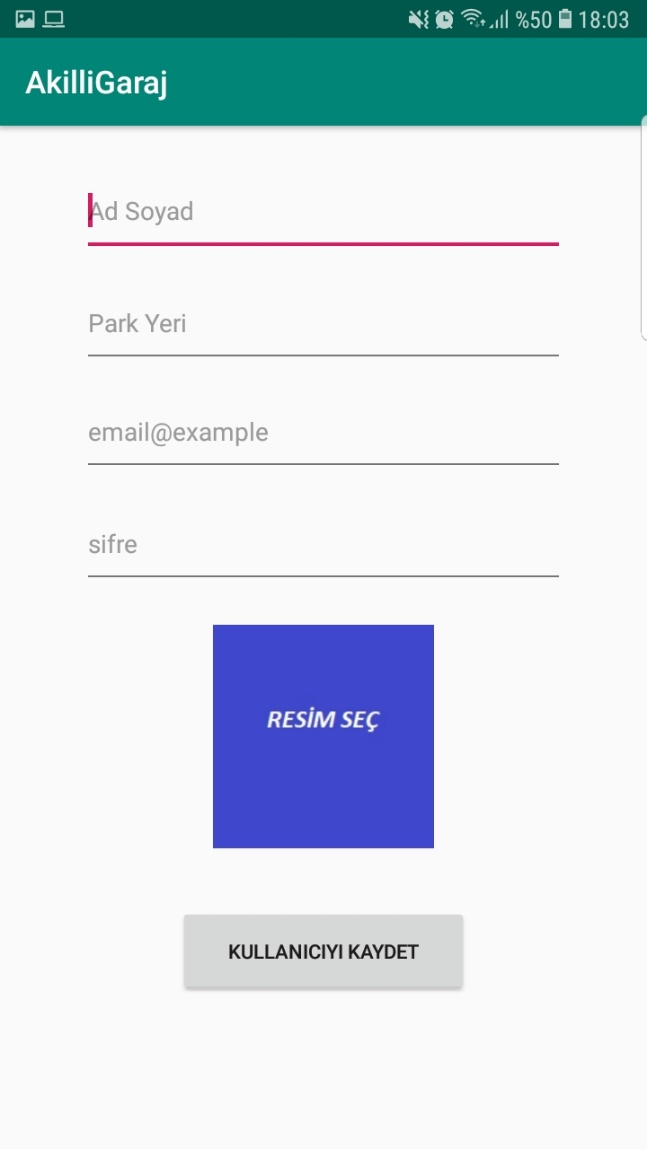 %50 18:03
AkilliGaraj
Ad Soyad
Park Yeri
email@example
sifre
RESİM SEÇ
KULLANICIYI KAYDET